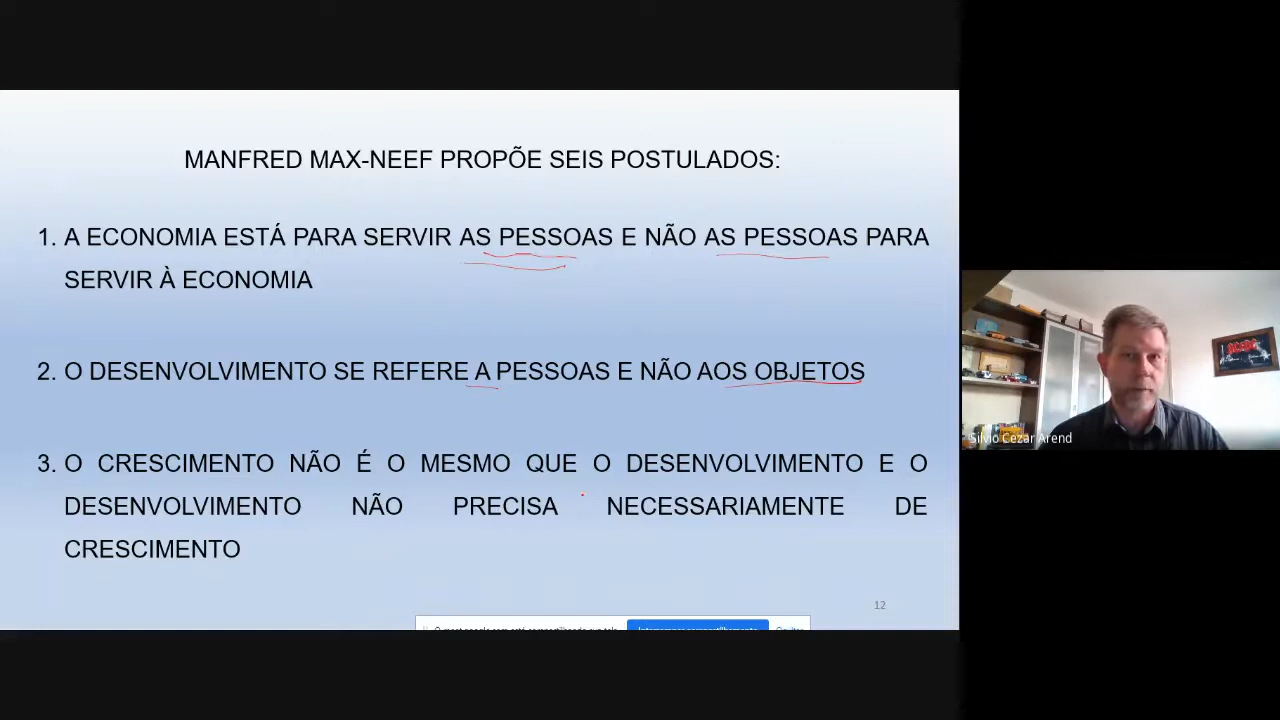 MANFRED MAX-NEEF PROPÕE SEIS POSTULADOS:
1. A ECONOMIA ESTÁ PARA SERVIR AS PESSOAS E NÃO AS PESSOAS PARA
SERVIR À ECONOMIA
2. O DESENVOLVIMENTO SE REFERE A PESSOAS E NÃO AOS OBJETOS
3. O CRESCIMENTO NÃO É O MESMO QUE O DESENVOLVIMENTO E O
DESENVOLVIMENTO NÃO PRECISA NECESSARIAMENTE DE
CRESCIMENTO
12
Silvio Cezar Arend